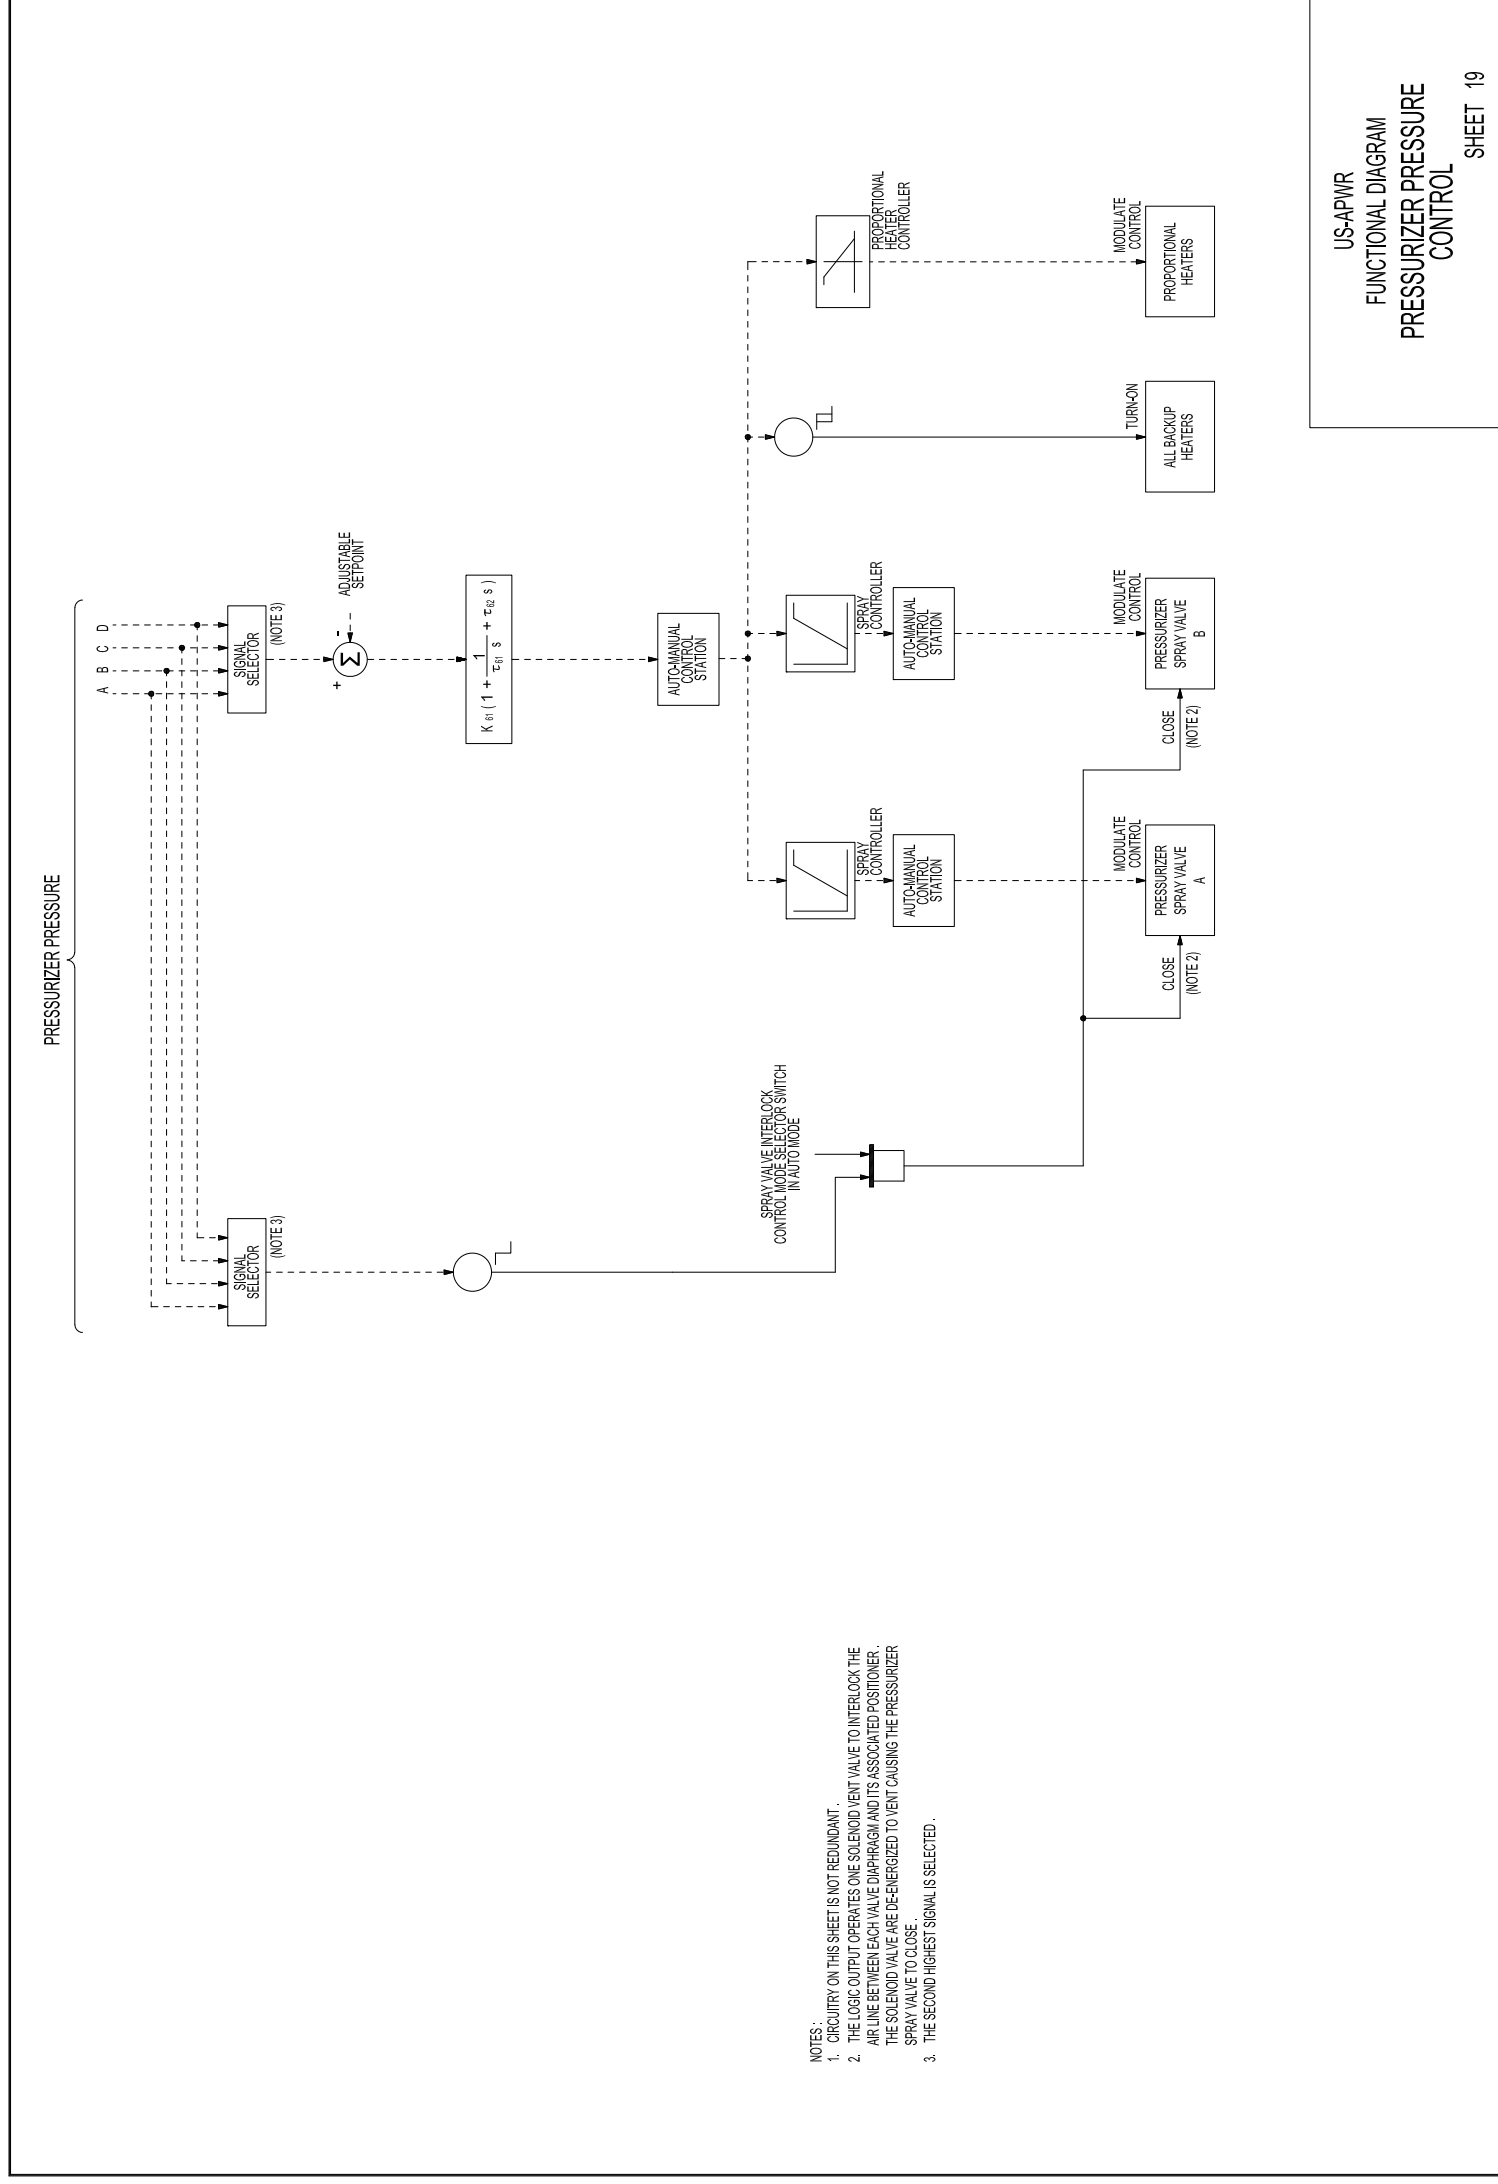 PRESSURIZER PRESSURE
A B C D
SIGNAL
SELECTOR
(NOTE 3)
SIGNAL
SELECTOR
(NOTE 3)
+
-
Σ
ADJUSTABLE
SETPOINT
K 61 ( 1 + 1 / τ61 s + τ62 s )
AUTO-MANUAL
CONTROL
STATION
SPRAY VALVE INTERLOCK
CONTROL MODE SELECTOR SWITCH
IN AUTO MODE
SPRAY
CONTROLLER
SPRAY
CONTROLLER
PROPORTIONAL
HEATER
CONTROLLER
AUTO-MANUAL
CONTROL
STATION
AUTO-MANUAL
CONTROL
STATION
MODULATE
CONTROL
MODULATE
CONTROL
TURN-ON
MODULATE
CONTROL
CLOSE
(NOTE 2)
PRESSURIZER
SPRAY VALVE
A
CLOSE
(NOTE 2)
PRESSURIZER
SPRAY VALVE
B
ALL BACKUP
HEATERS
PROPORTIONAL
HEATERS
NOTES :
1. CIRCUITRY ON THIS SHEET IS NOT REDUNDANT .
2. THE LOGIC OUTPUT OPERATES ONE SOLENOID VENT VALVE TO INTERLOCK THE
AIR LINE BETWEEN EACH VALVE DIAPHRAGM AND ITS ASSOCIATED POSITIONER .
THE SOLENOID VALVE ARE DE-ENERGIZED TO VENT CAUSING THE PRESSURIZER
SPRAY VALVE TO CLOSE .
3. THE SECOND HIGHEST SIGNAL IS SELECTED .
US-APWR
FUNCTIONAL DIAGRAM
PRESSURIZER PRESSURE
CONTROL
SHEET 19